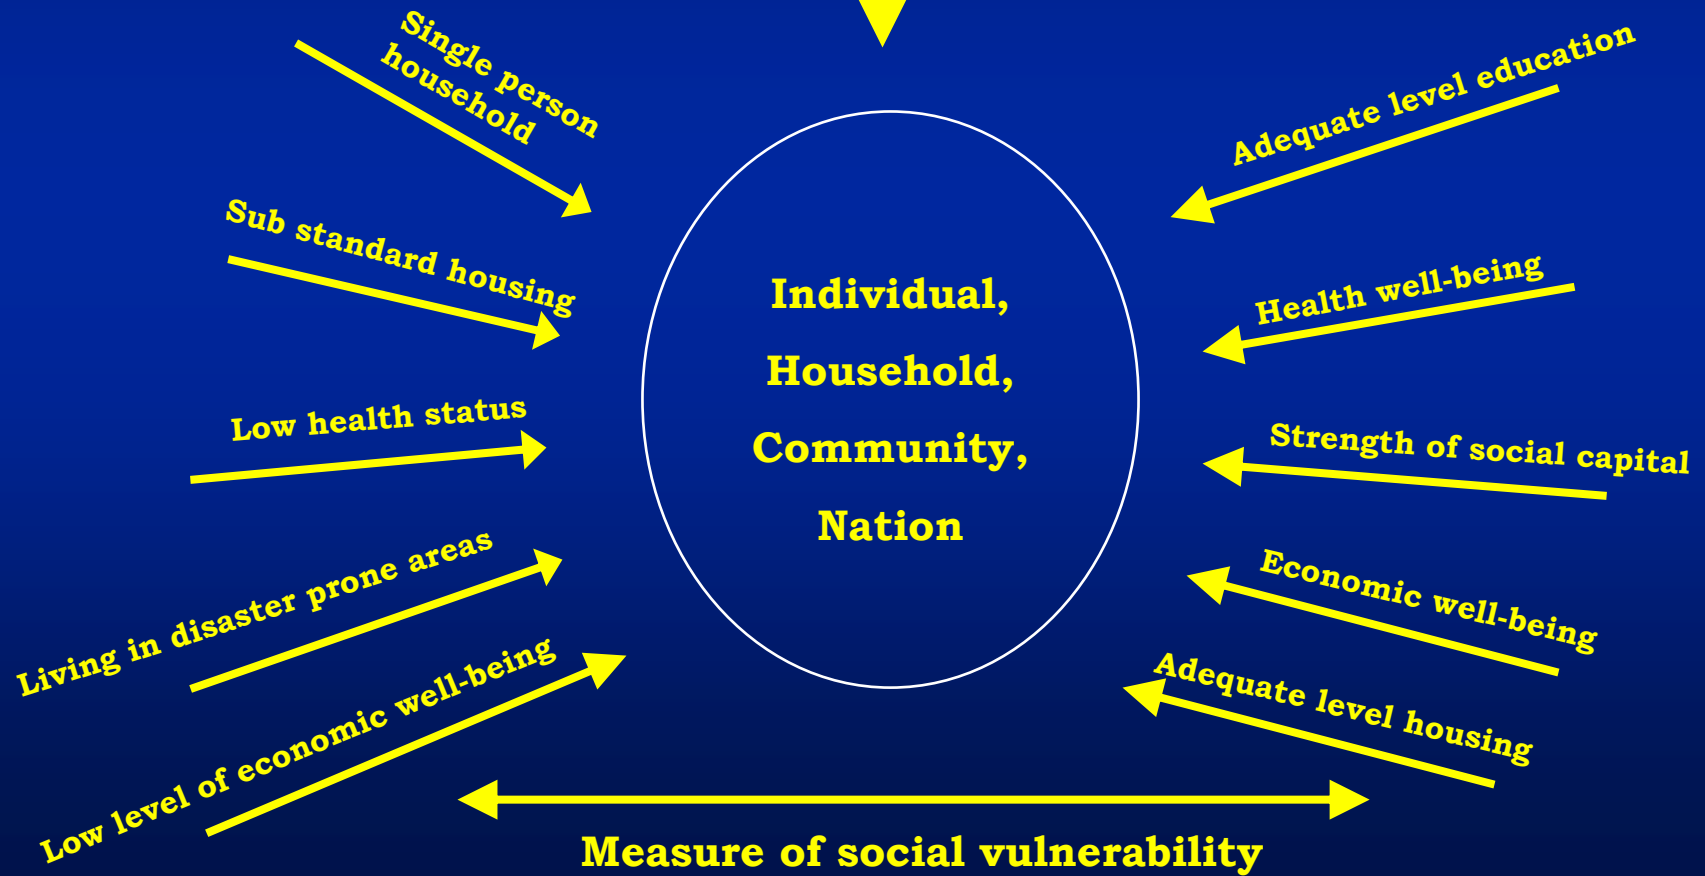 Single person
household
Sub standard housing
Low health status
Living in disaster prone areas
Low level of economic well-being
Individual,
Household,
Community,
Nation
Adequate level education
Health well-being
Strength of social capital
Economic well-being
Adequate level housing
Measure of social vulnerability